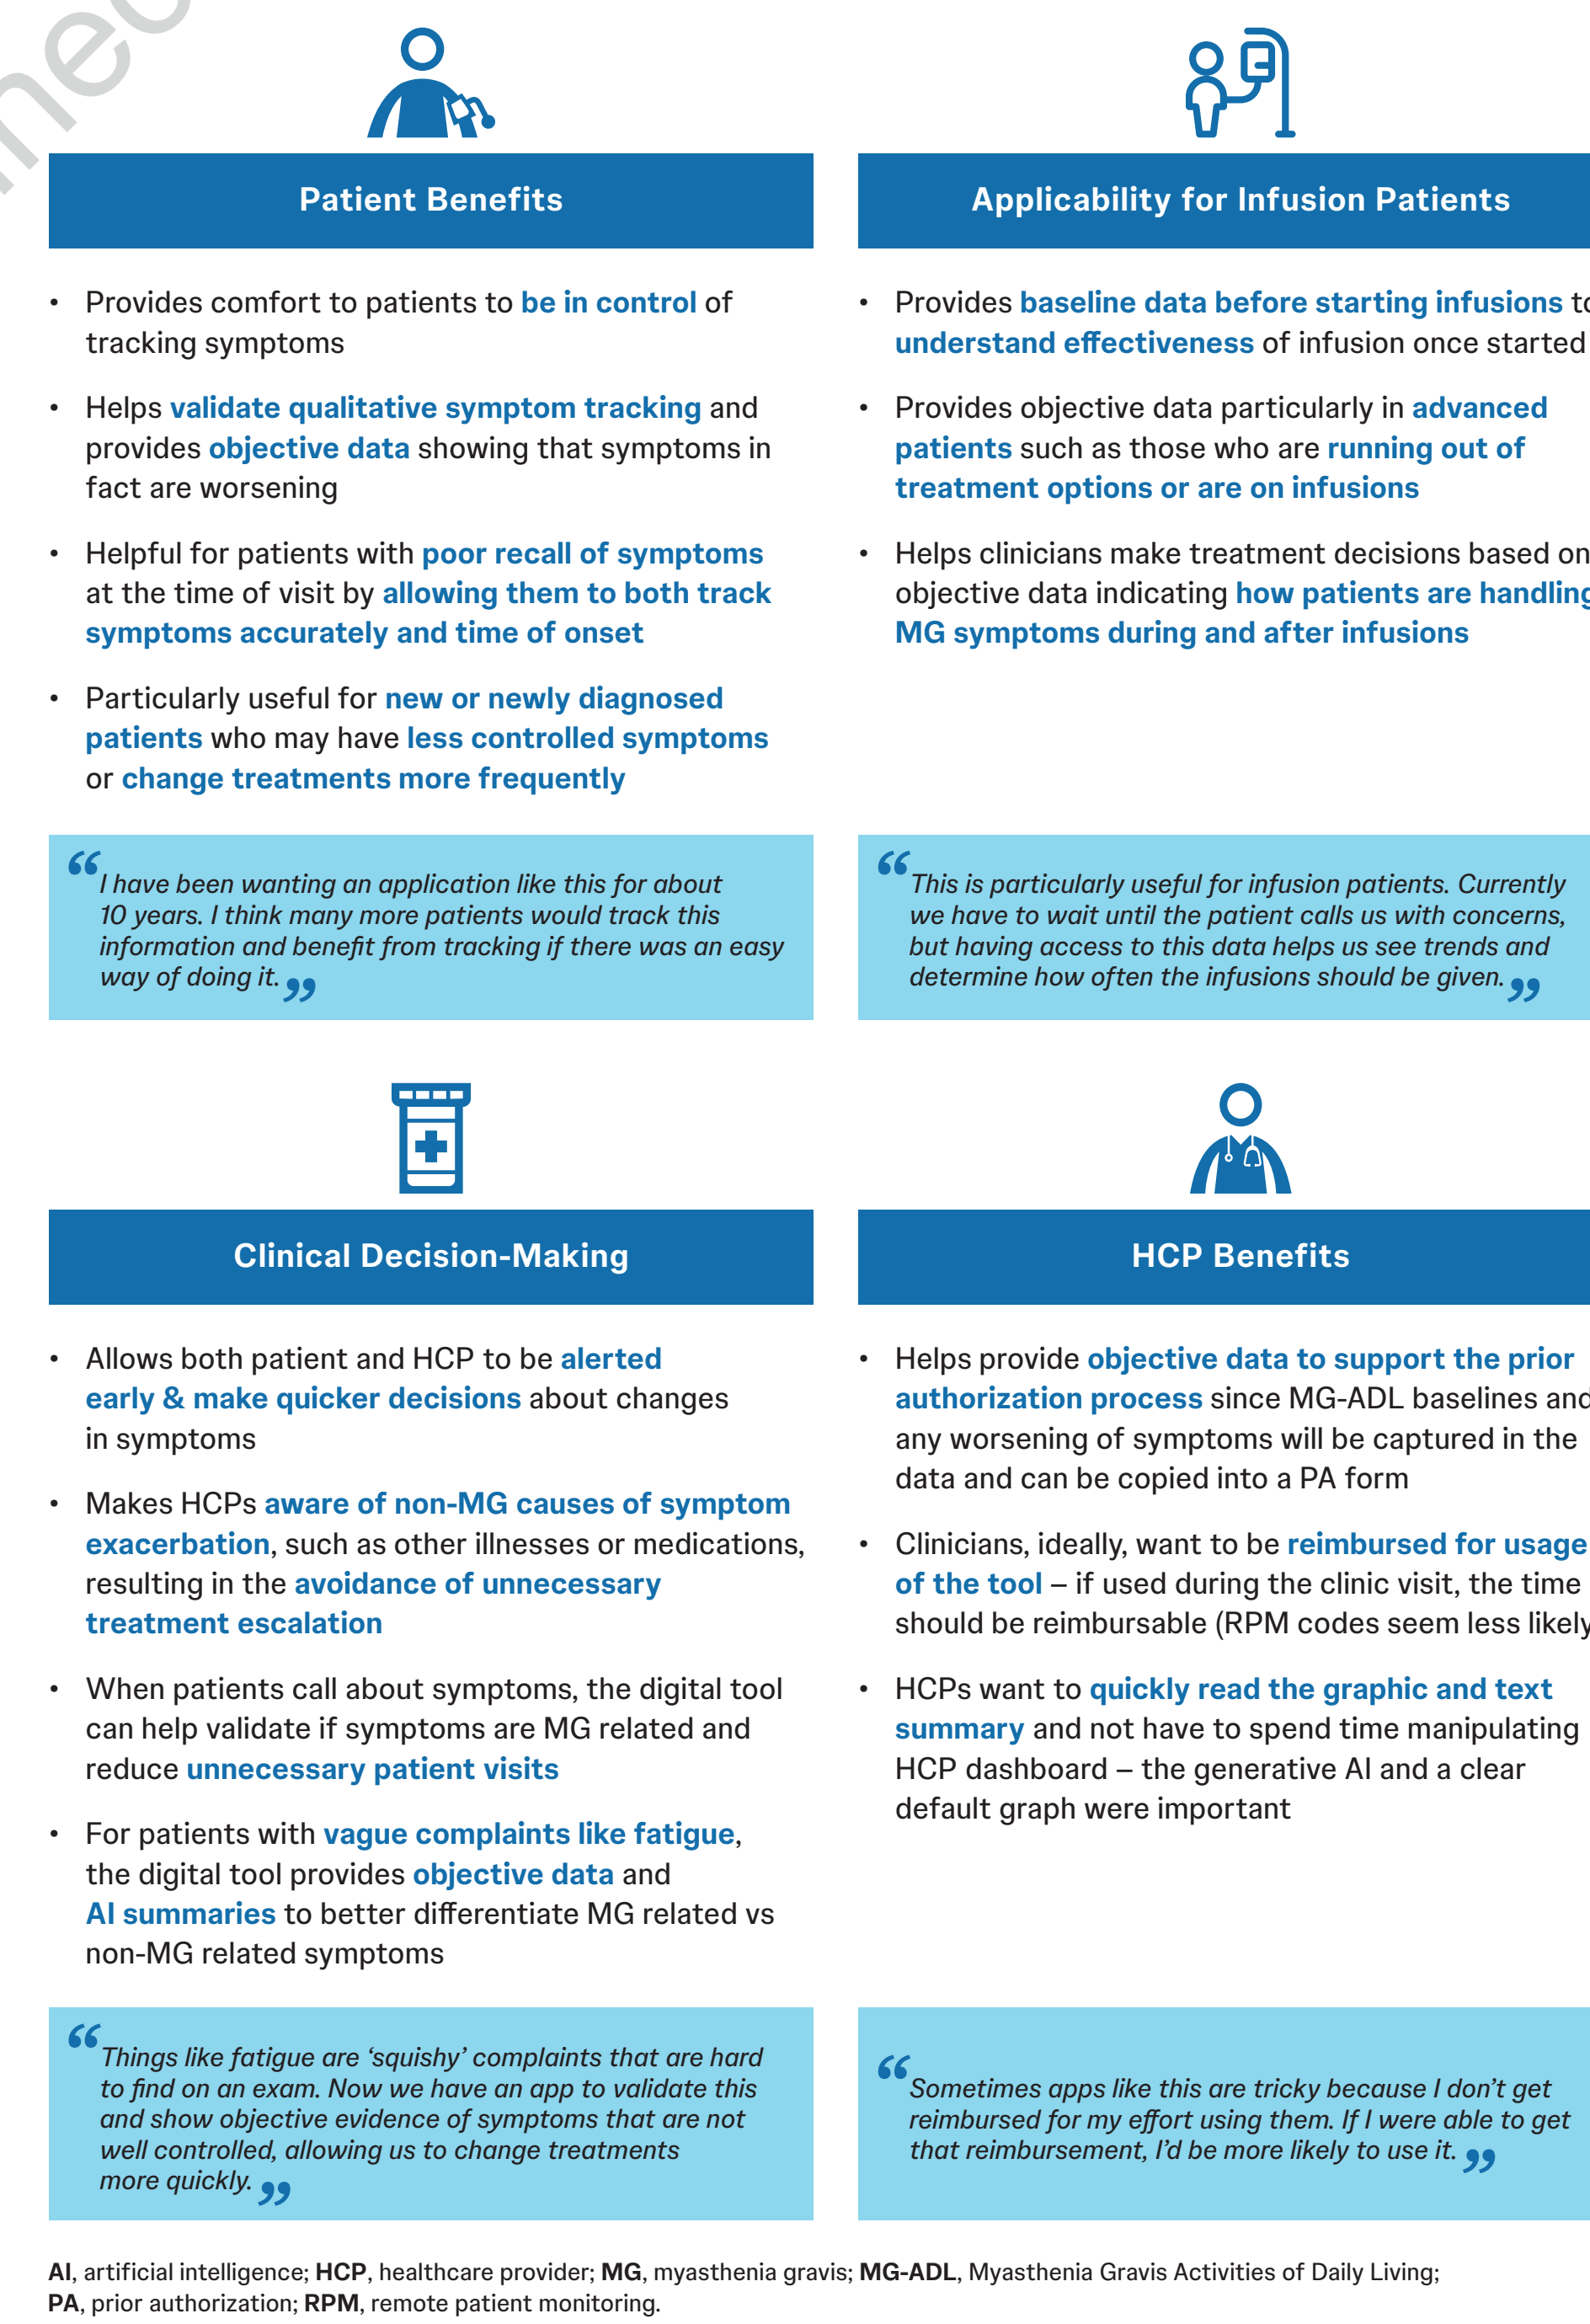 Patient Benefits
• Provides comfort to patients to be in control of
tracking symptoms
• Helps validate qualitative symptom tracking and
provides objective data showing that symptoms in
fact are worsening
• Helpful for patients with poor recall of symptoms
at the time of visit by allowing them to both track
symptoms accurately and time of onset
• Particularly useful for new or newly diagnosed
patients who may have less controlled symptoms
or change treatments more frequently
“I have been wanting an application like this for about
10 years. I think many more patients would track this
information and benefit from tracking if there was an easy
way of doing it.”
Applicability for Infusion Patients
• Provides baseline data before starting infusions to
understand effectiveness of infusion once started
• Provides objective data particularly in advanced
patients such as those who are running out of
treatment options or are on infusions
• Helps clinicians make treatment decisions based on
objective data indicating how patients are handling
MG symptoms during and after infusions
“This is particularly useful for infusion patients. Currently
we have to wait until the patient calls us with concerns,
but having access to this data helps us see trends and
determine how often the infusions should be given.”
Clinical Decision-Making
• Allows both patient and HCP to be alerted
early & make quicker decisions about changes
in symptoms
• Makes HCPs aware of non-MG causes of symptom
exacerbation, such as other illnesses or medications,
resulting in the avoidance of unnecessary
treatment escalation
• When patients call about symptoms, the digital tool
can help validate if symptoms are MG related and
reduce unnecessary patient visits
• For patients with vague complaints like fatigue,
the digital tool provides objective data and
AI summaries to better differentiate MG related vs
non-MG related symptoms
“Things like fatigue are ‘squishy’ complaints that are hard
to find on an exam. Now we have an app to validate this
and show objective evidence of symptoms that are not
well controlled, allowing us to change treatments
more quickly.”
HCP Benefits
• Helps provide objective data to support the prior
authorization process since MG-ADL baselines and
any worsening of symptoms will be captured in the
data and can be copied into a PA form
• Clinicians, ideally, want to be reimbursed for usage
of the tool – if used during the clinic visit, the time
should be reimbursable (RPM codes seem less likely
• HCPs want to quickly read the graphic and text
summary and not have to spend time manipulating
HCP dashboard – the generative AI and a clear
default graph were important
“Sometimes apps like this are tricky because I don’t get
reimbursed for my effort using them. If I were able to get
that reimbursement, I’d be more likely to use it.”
AI, artificial intelligence; HCP, healthcare provider; MG, myasthenia gravis; MG-ADL, Myasthenia Gravis Activities of Daily Living;
PA, prior authorization; RPM, remote patient monitoring.